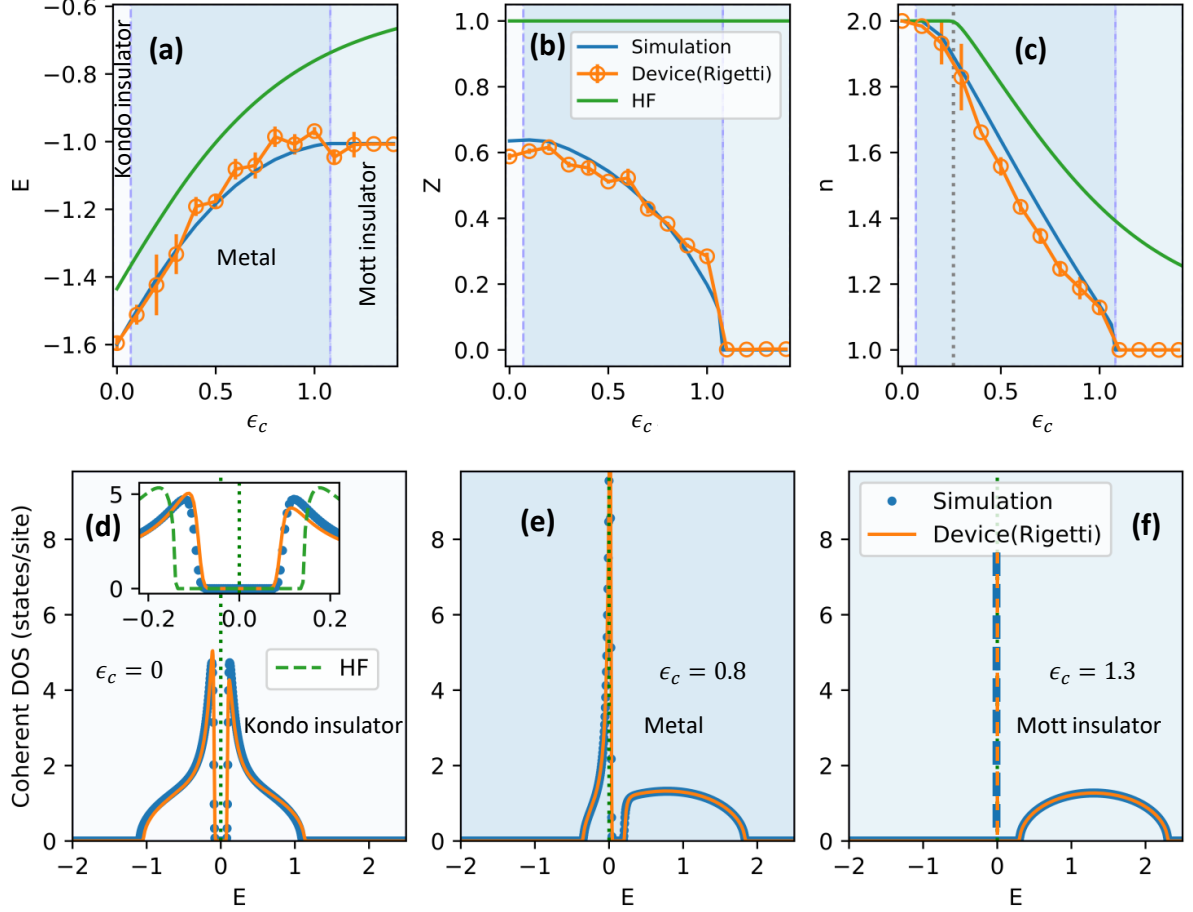 (a)
Kondo insulator
Metal
Mott insulator
−0.6
−0.8
−1.0
−1.2
−1.4
−1.6
E
0.0 0.5 1.0
ϵ_c
(b)
Simulation
Device(Rigetti)
HF
1.0
0.8
0.6
0.4
0.2
0.0
Z
0.0 0.5 1.0
ϵ_c
(c)
2.0
1.8
1.6
1.4
1.2
1.0
n
0.0 0.5 1.0
ϵ_c
(d)
5
0
−0.2 0.0 0.2
ϵ_c = 0
HF
Kondo insulator
8
6
4
2
0
Coherent DOS (states/site)
−2 −1 0 1 2
E
(e)
ϵ_c = 0.8
Metal
8
6
4
2
0
−2 −1 0 1 2
E
Simulation
Device(Rigetti)
(f)
ϵ_c = 1.3
Mott insulator
8
6
4
2
0
−2 −1 0 1 2
E